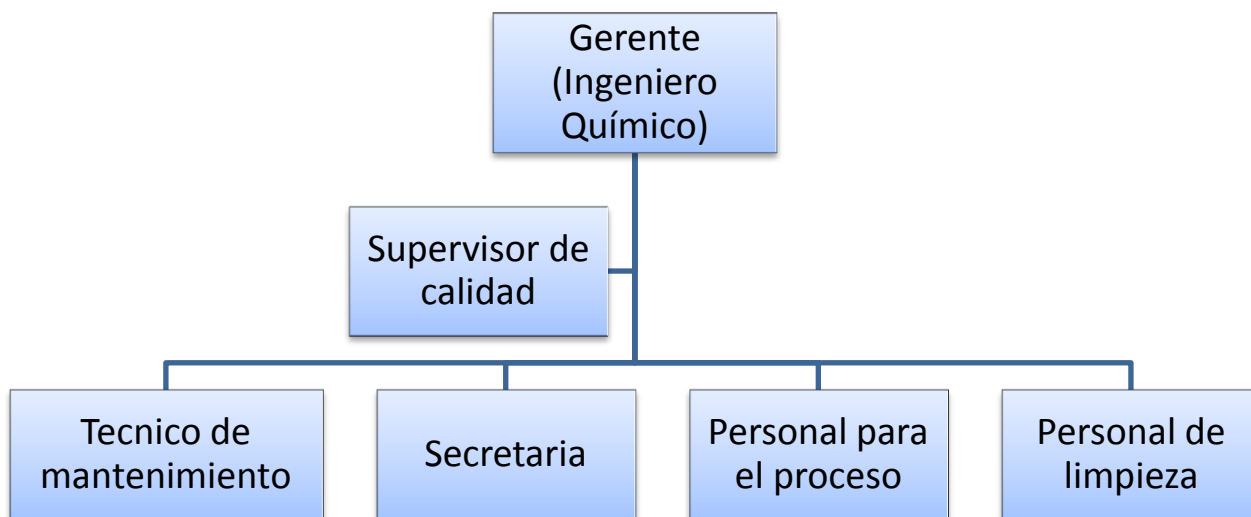 Gerente
(Ingeniero
Químico)
Supervisor de
calidad
Tecnico de
mantenimiento
Secretaria
Personal para
el proceso
Personal de
limpieza